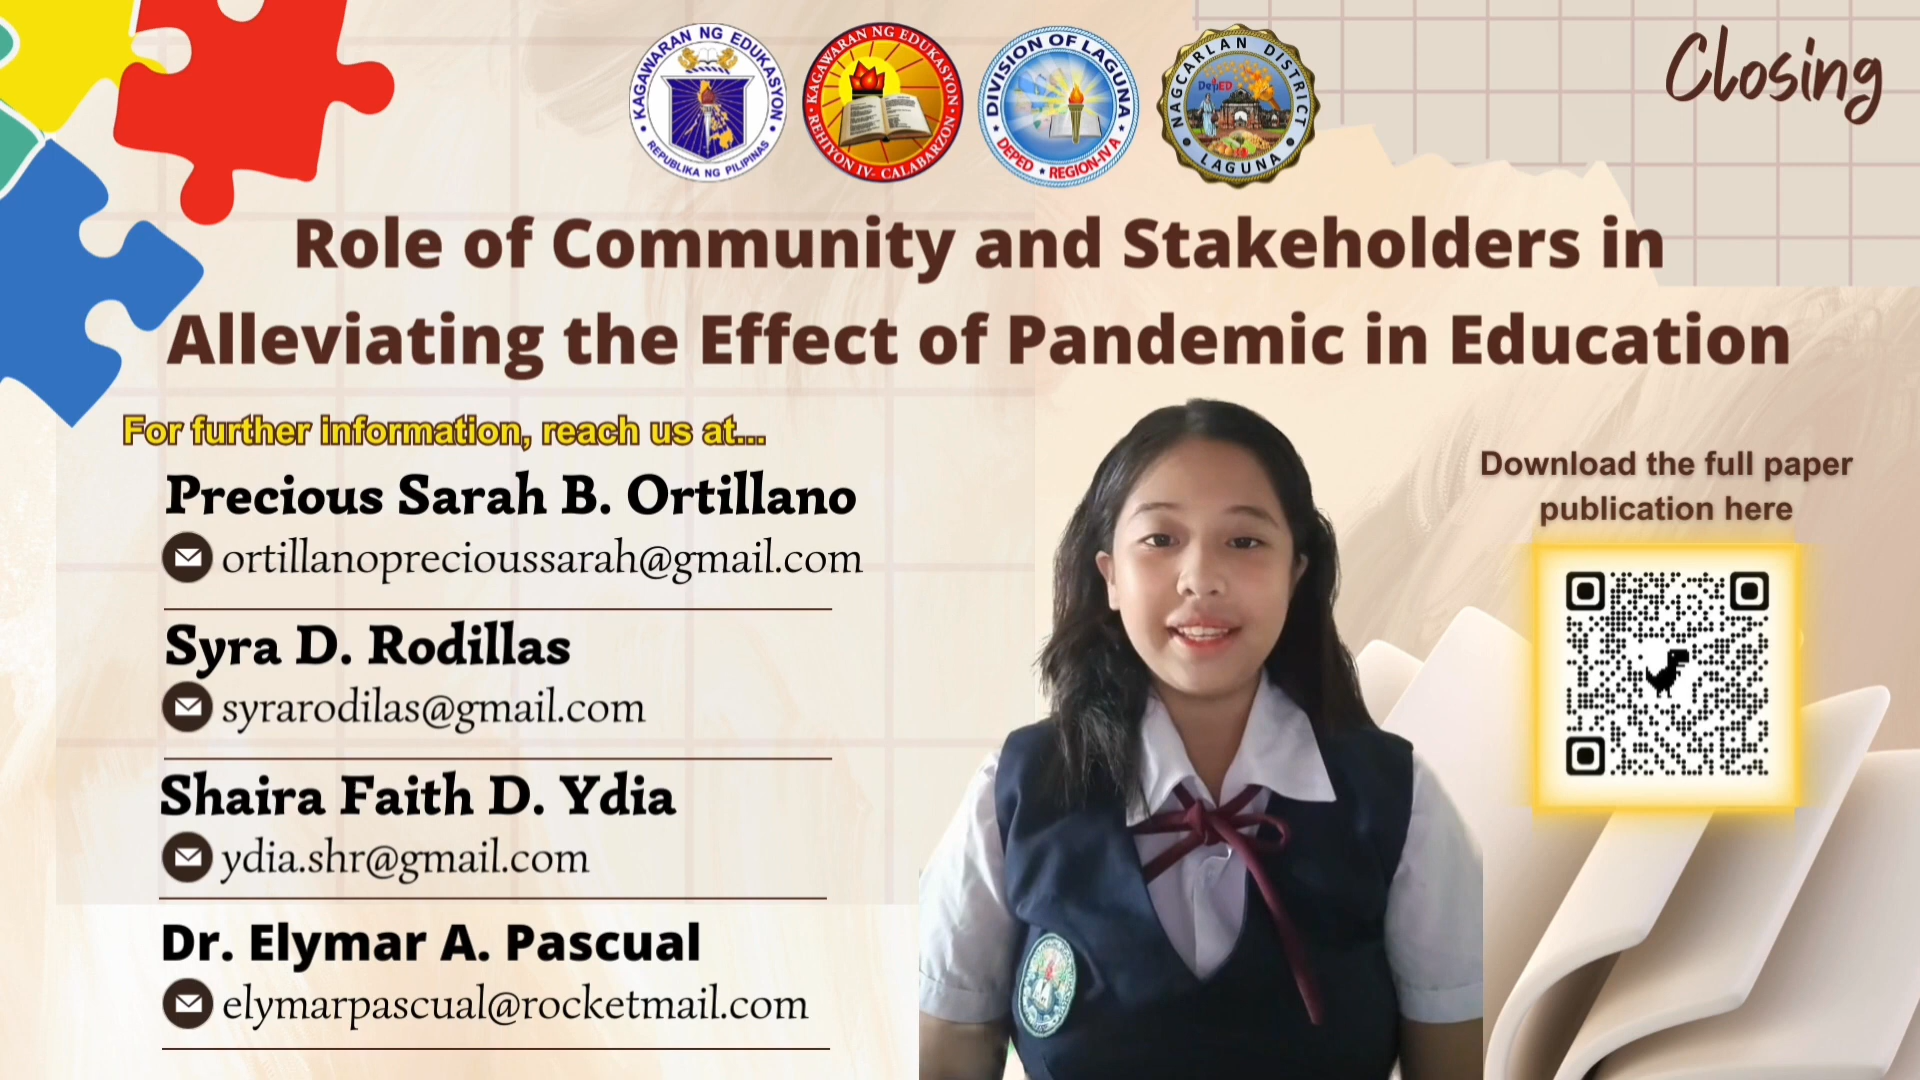 KAGAWARAN NG EDUKASYON
REPUBLIKA NG PILIPINAS
KAGAWARAN NG EDUKASYON
REHIYON IV- CALABARZON
DIVISION OF LAGUNA
DEPED REGION-IV A
NAGCARLAN DISTRICT
DepED
LAGUNA
Closing
Role of Community and Stakeholders in
Alleviating the Effect of Pandemic in Education
For further information, reach us at...
Precious Sarah B. Ortillano
ortillanoprecioussarah@gmail.com
Syra D. Rodillas
syrarodilas@gmail.com
Shaira Faith D. Ydia
ydia.shr@gmail.com
Dr. Elymar A. Pascual
elymarpascual@rocketmail.com
Download the full paper
publication here